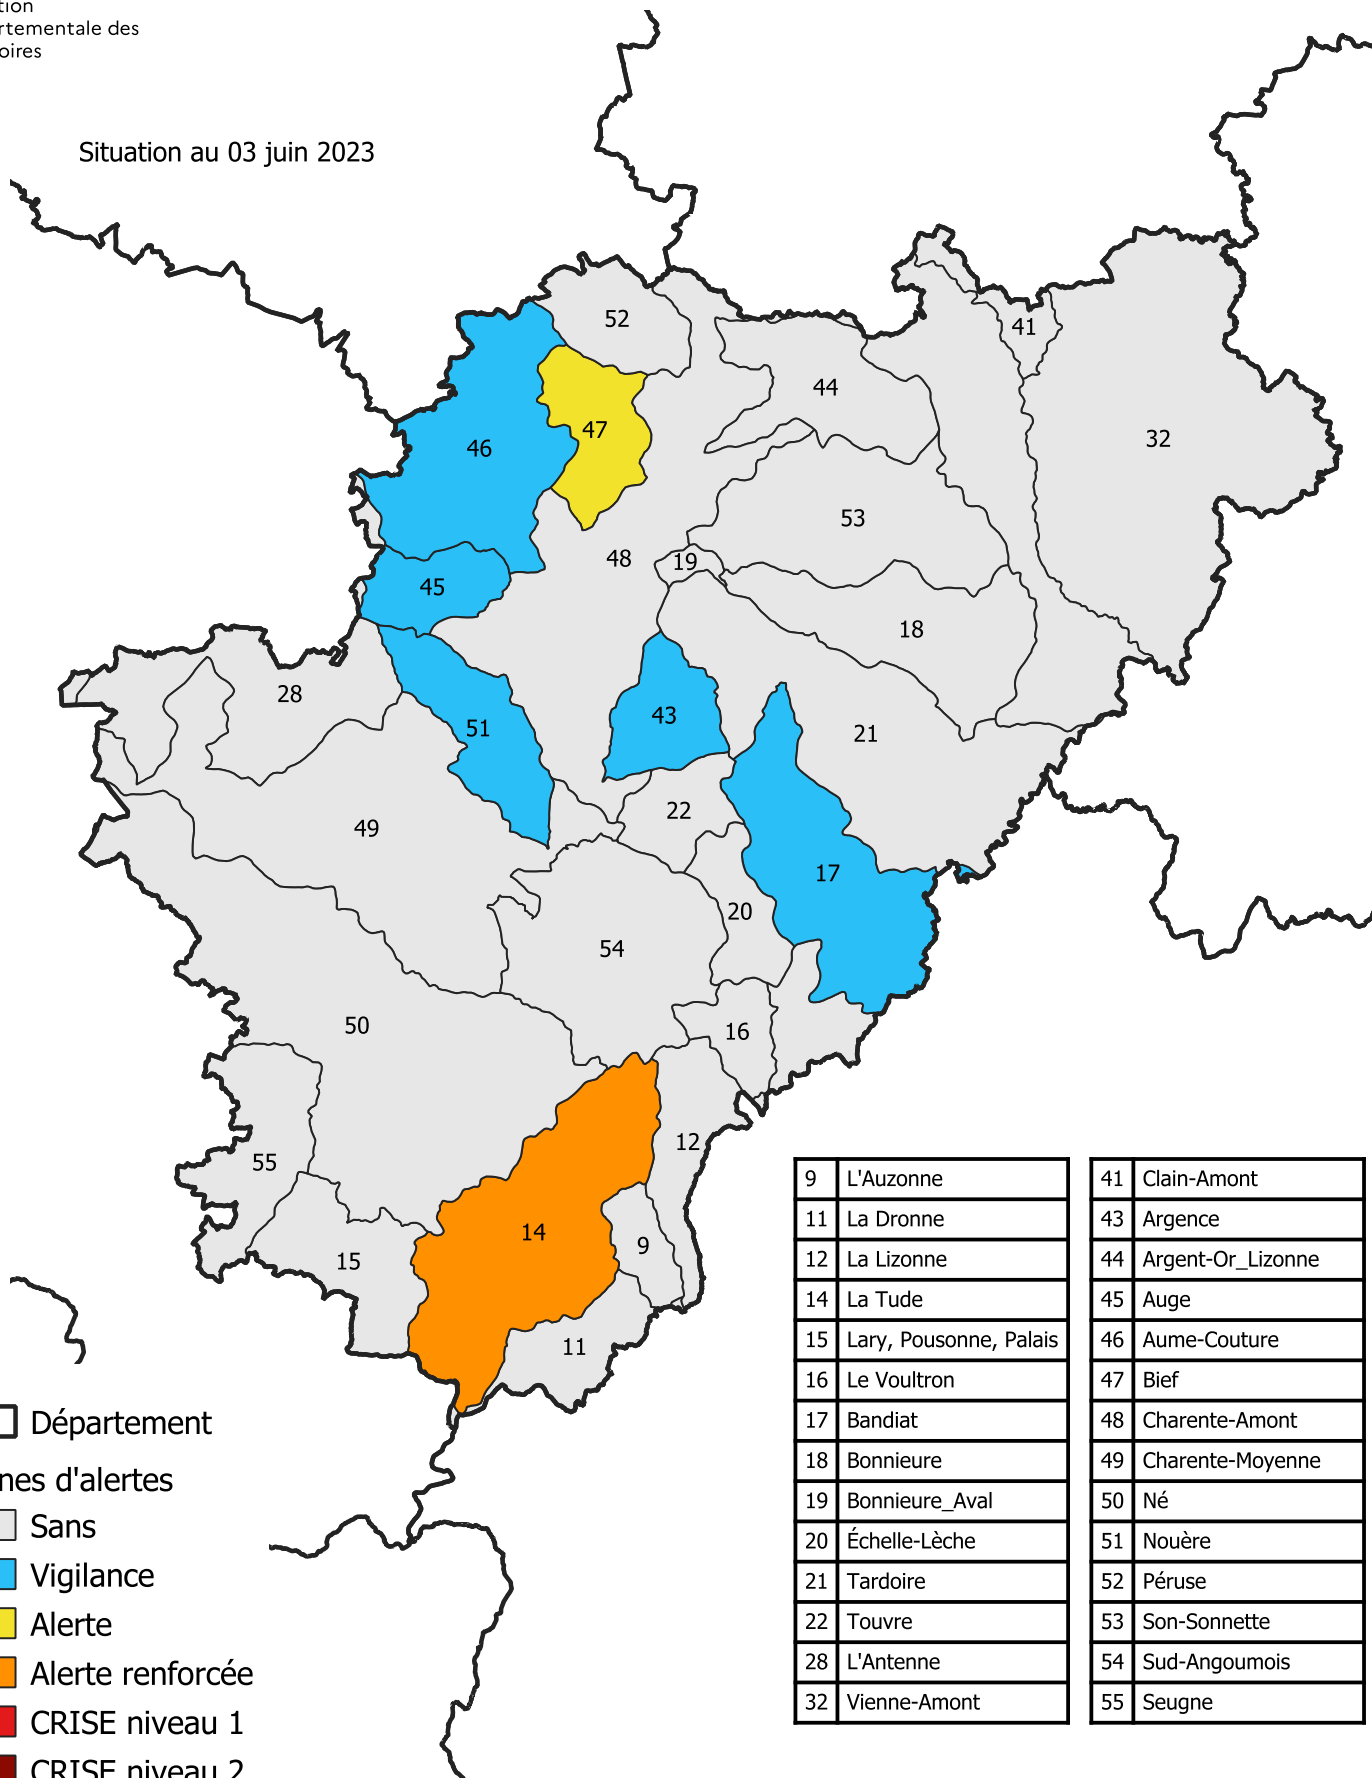 tion
rtementale des
oires
Situation au 03 juin 2023
52
41
44
47
46
32
53
48
19
45
18
28
43
51
21
22
49
17
20
54
50
16
12
55
14
9
15
11
9 L'Auzonne
11 La Dronne
12 La Lizonne
14 La Tude
15 Lary, Pousonne, Palais
16 Le Voultron
17 Bandiat
18 Bonnieure
19 Bonnieure_Aval
20 Échelle-Lèche
21 Tardoire
22 Touvre
28 L'Antenne
32 Vienne-Amont
41 Clain-Amont
43 Argence
44 Argent-Or_Lizonne
45 Auge
46 Aume-Couture
47 Bief
48 Charente-Amont
49 Charente-Moyenne
50 Né
51 Nouère
52 Péruse
53 Son-Sonnette
54 Sud-Angoumois
55 Seugne
Département
nes d'alertes
Sans
Vigilance
Alerte
Alerte renforcée
CRISE niveau 1
CRISE niveau 2